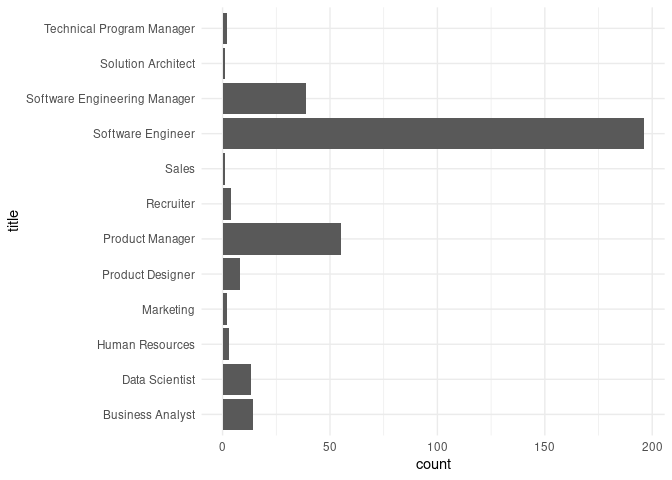 Technical Program Manager
Solution Architect
Software Engineering Manager
Software Engineer
Sales
Recruiter
Product Manager
Product Designer
Marketing
Human Resources
Data Scientist
Business Analyst
title
0 50 100 150 200
count